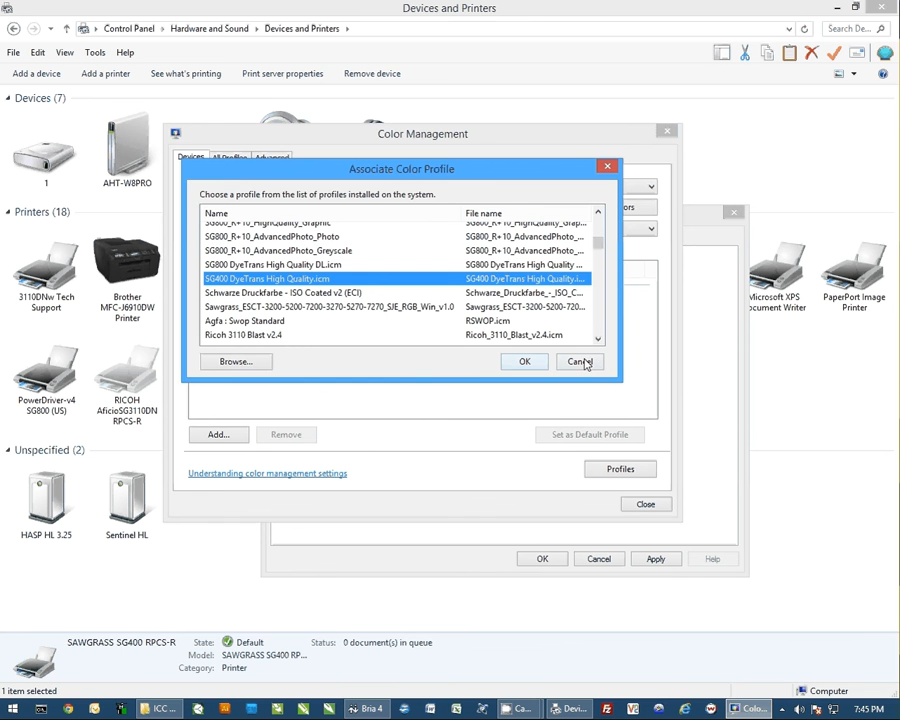 Devices and Printers
Control Panel
Hardware and Sound
Devices and Printers
Search De...
File Edit View Tools Help
Add a device Add a printer See what's printing Print server properties Remove device
Devices (7)
1
AHT-W8PRO
Printers (18)
3110DNw Tech Support
Brother MFC-J6910DW Printer
PowerDriver-v4 SG800 (US)
RICOH AficioSG3110DN RPCS-R
Unspecified (2)
HASP HL 3.25
Sentinel HL
PaperPort Image Printer
Color Management
Devices All Profiles Advanced
Associate Color Profile
Choose a profile from the list of profiles installed on the system.
Name File name
SG800_R+10_HighQuality_Graphic SG800_R+10_Grap...
SG800_R+10_AdvancedPhoto_Photo SG800_R+10_AdvancedPhoto_...
SG800_R+10_AdvancedPhoto_Greyscale SG800_R+10_AdvancedPhoto_...
SG800 DyeTrans High Quality DL.icm SG800 DyeTrans High Quality ...
SG400 DyeTrans High Quality.icm SG400 DyeTrans High Quality.i...
Schwarze Druckfarbe - ISO Coated v2 (ECI) Schwarze_Druckfarbe_-_ISO_C...
Sawgrass_ESCT-3200-5200-7200-3270-5270-7270_SJE_RGB_Win_v1.0 Sawgrass_ESCT-3200-5200-720...
Agfa : Swop Standard RSWOP.icm
Ricoh 3110 Blast v2.4 Ricoh_3110_Blast_v2.4.icm
Browse... OK Cancel
Add... Remove Set as Default Profile
Understanding color management settings
Profiles
Close
OK Cancel Apply Help
SAWGRASS SG400 RPCS-R State: Default Status: 0 document(s) in queue
Model: SAWGRASS SG400 RP...
Category: Printer
1 item selected
Computer
ICC ...
Bria 4
Ca...
Devi...
Colo...
7:45 PM